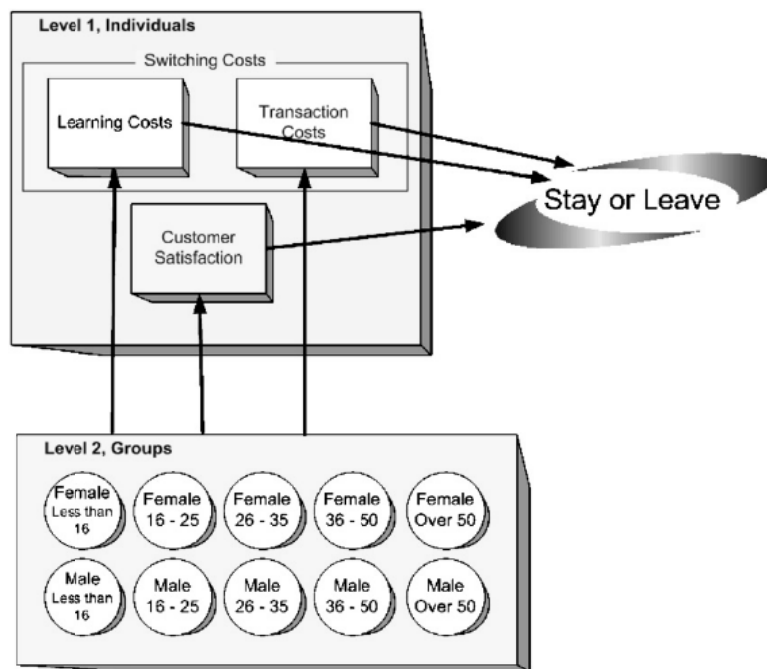 Level 1, Individuals
Switching Costs
Learning Costs
Transaction
Costs
Stay or Leave
Customer
Satisfaction
Level 2, Groups
Female
Less than
16
Female
16 - 25
Female
26 - 35
Female
36 - 50
Female
Over 50
Male
Less than
16
Male
16 - 25
Male
26 - 35
Male
36 - 50
Male
Over 50